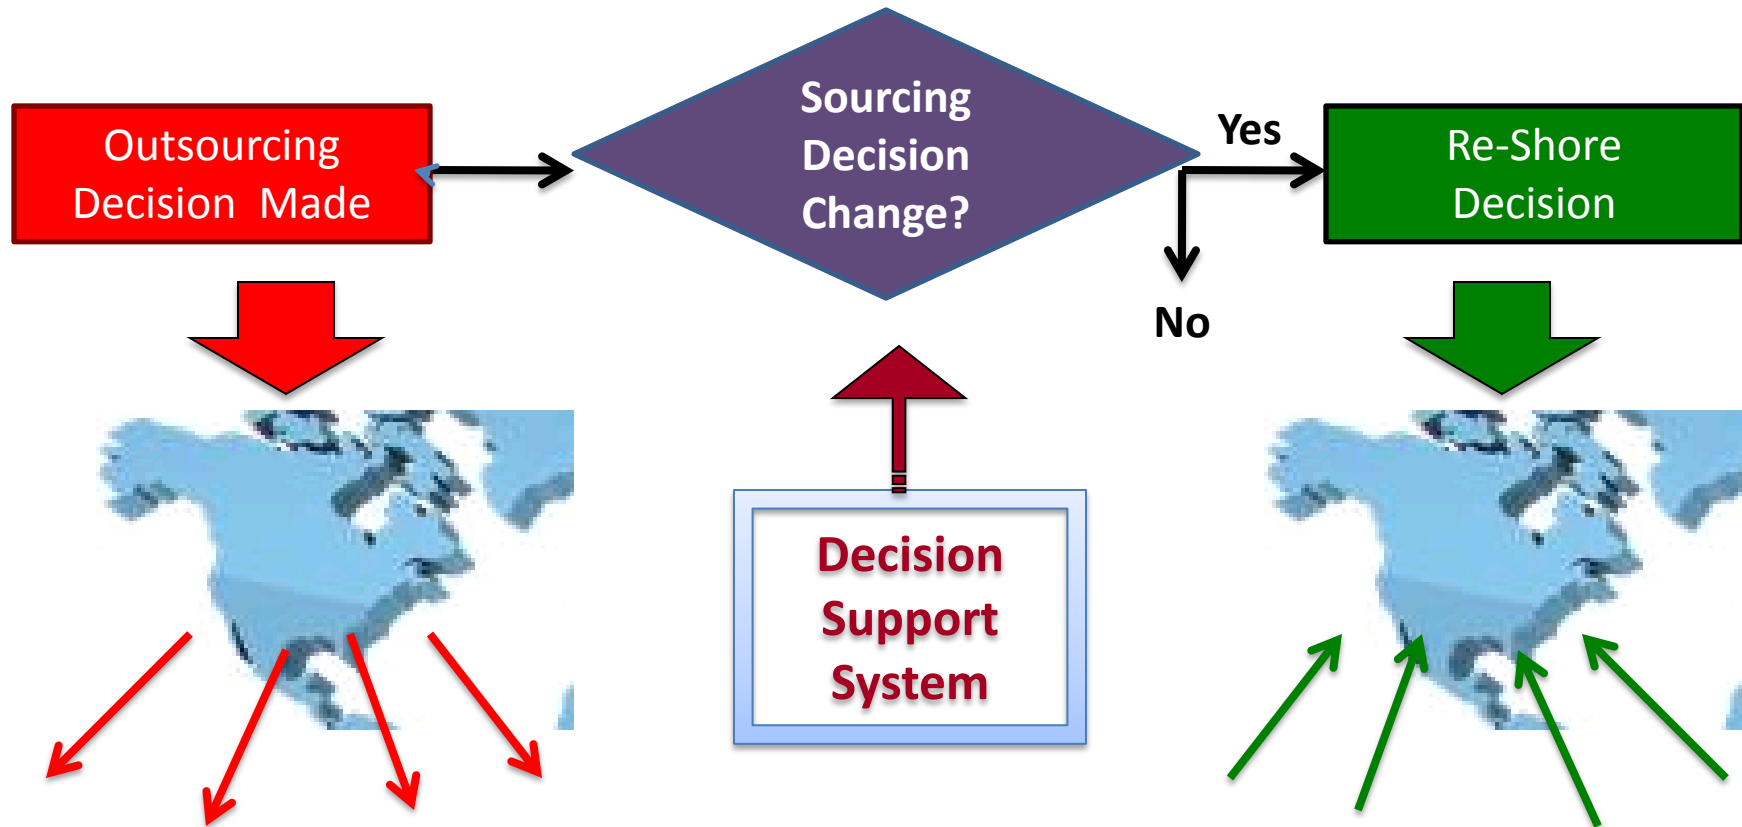 Outsourcing
Decision  Made
Sourcing
Decision
Change?
Yes
No
Re-Shore
Decision
Decision
Support
System